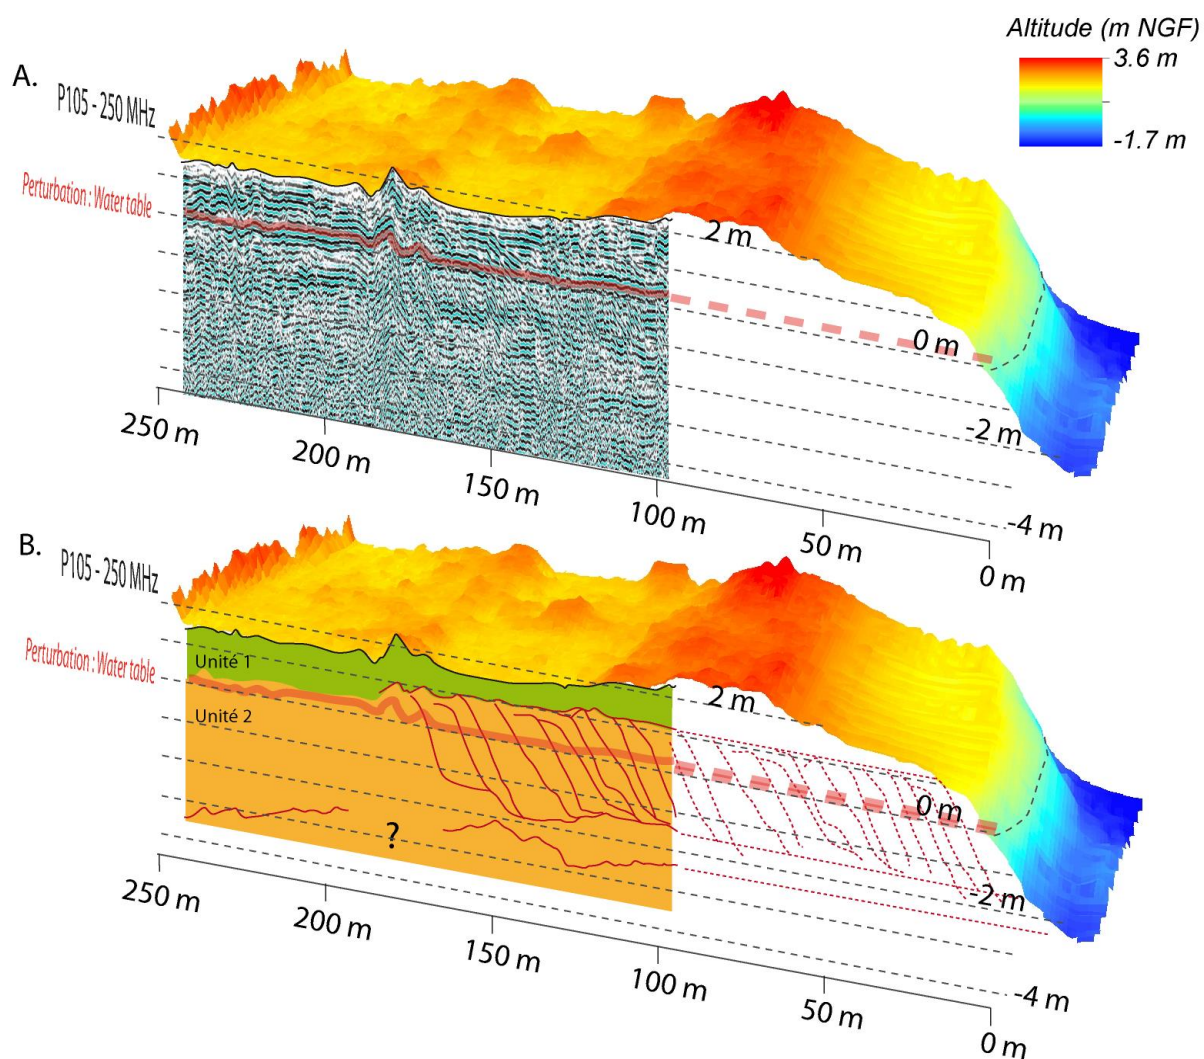 Altitude (m NGF)
3.6 m
-1.7 m
A.
P105 - 250 MHz
Perturbation : Water table
2 m
0 m
-2 m
-4 m
250 m
200 m
150 m
100 m
50 m
0 m
B.
P105 - 250 MHz
Perturbation : Water table
Unité 1
Unité 2
?
2 m
0 m
-2 m
-4 m
250 m
200 m
150 m
100 m
50 m
0 m